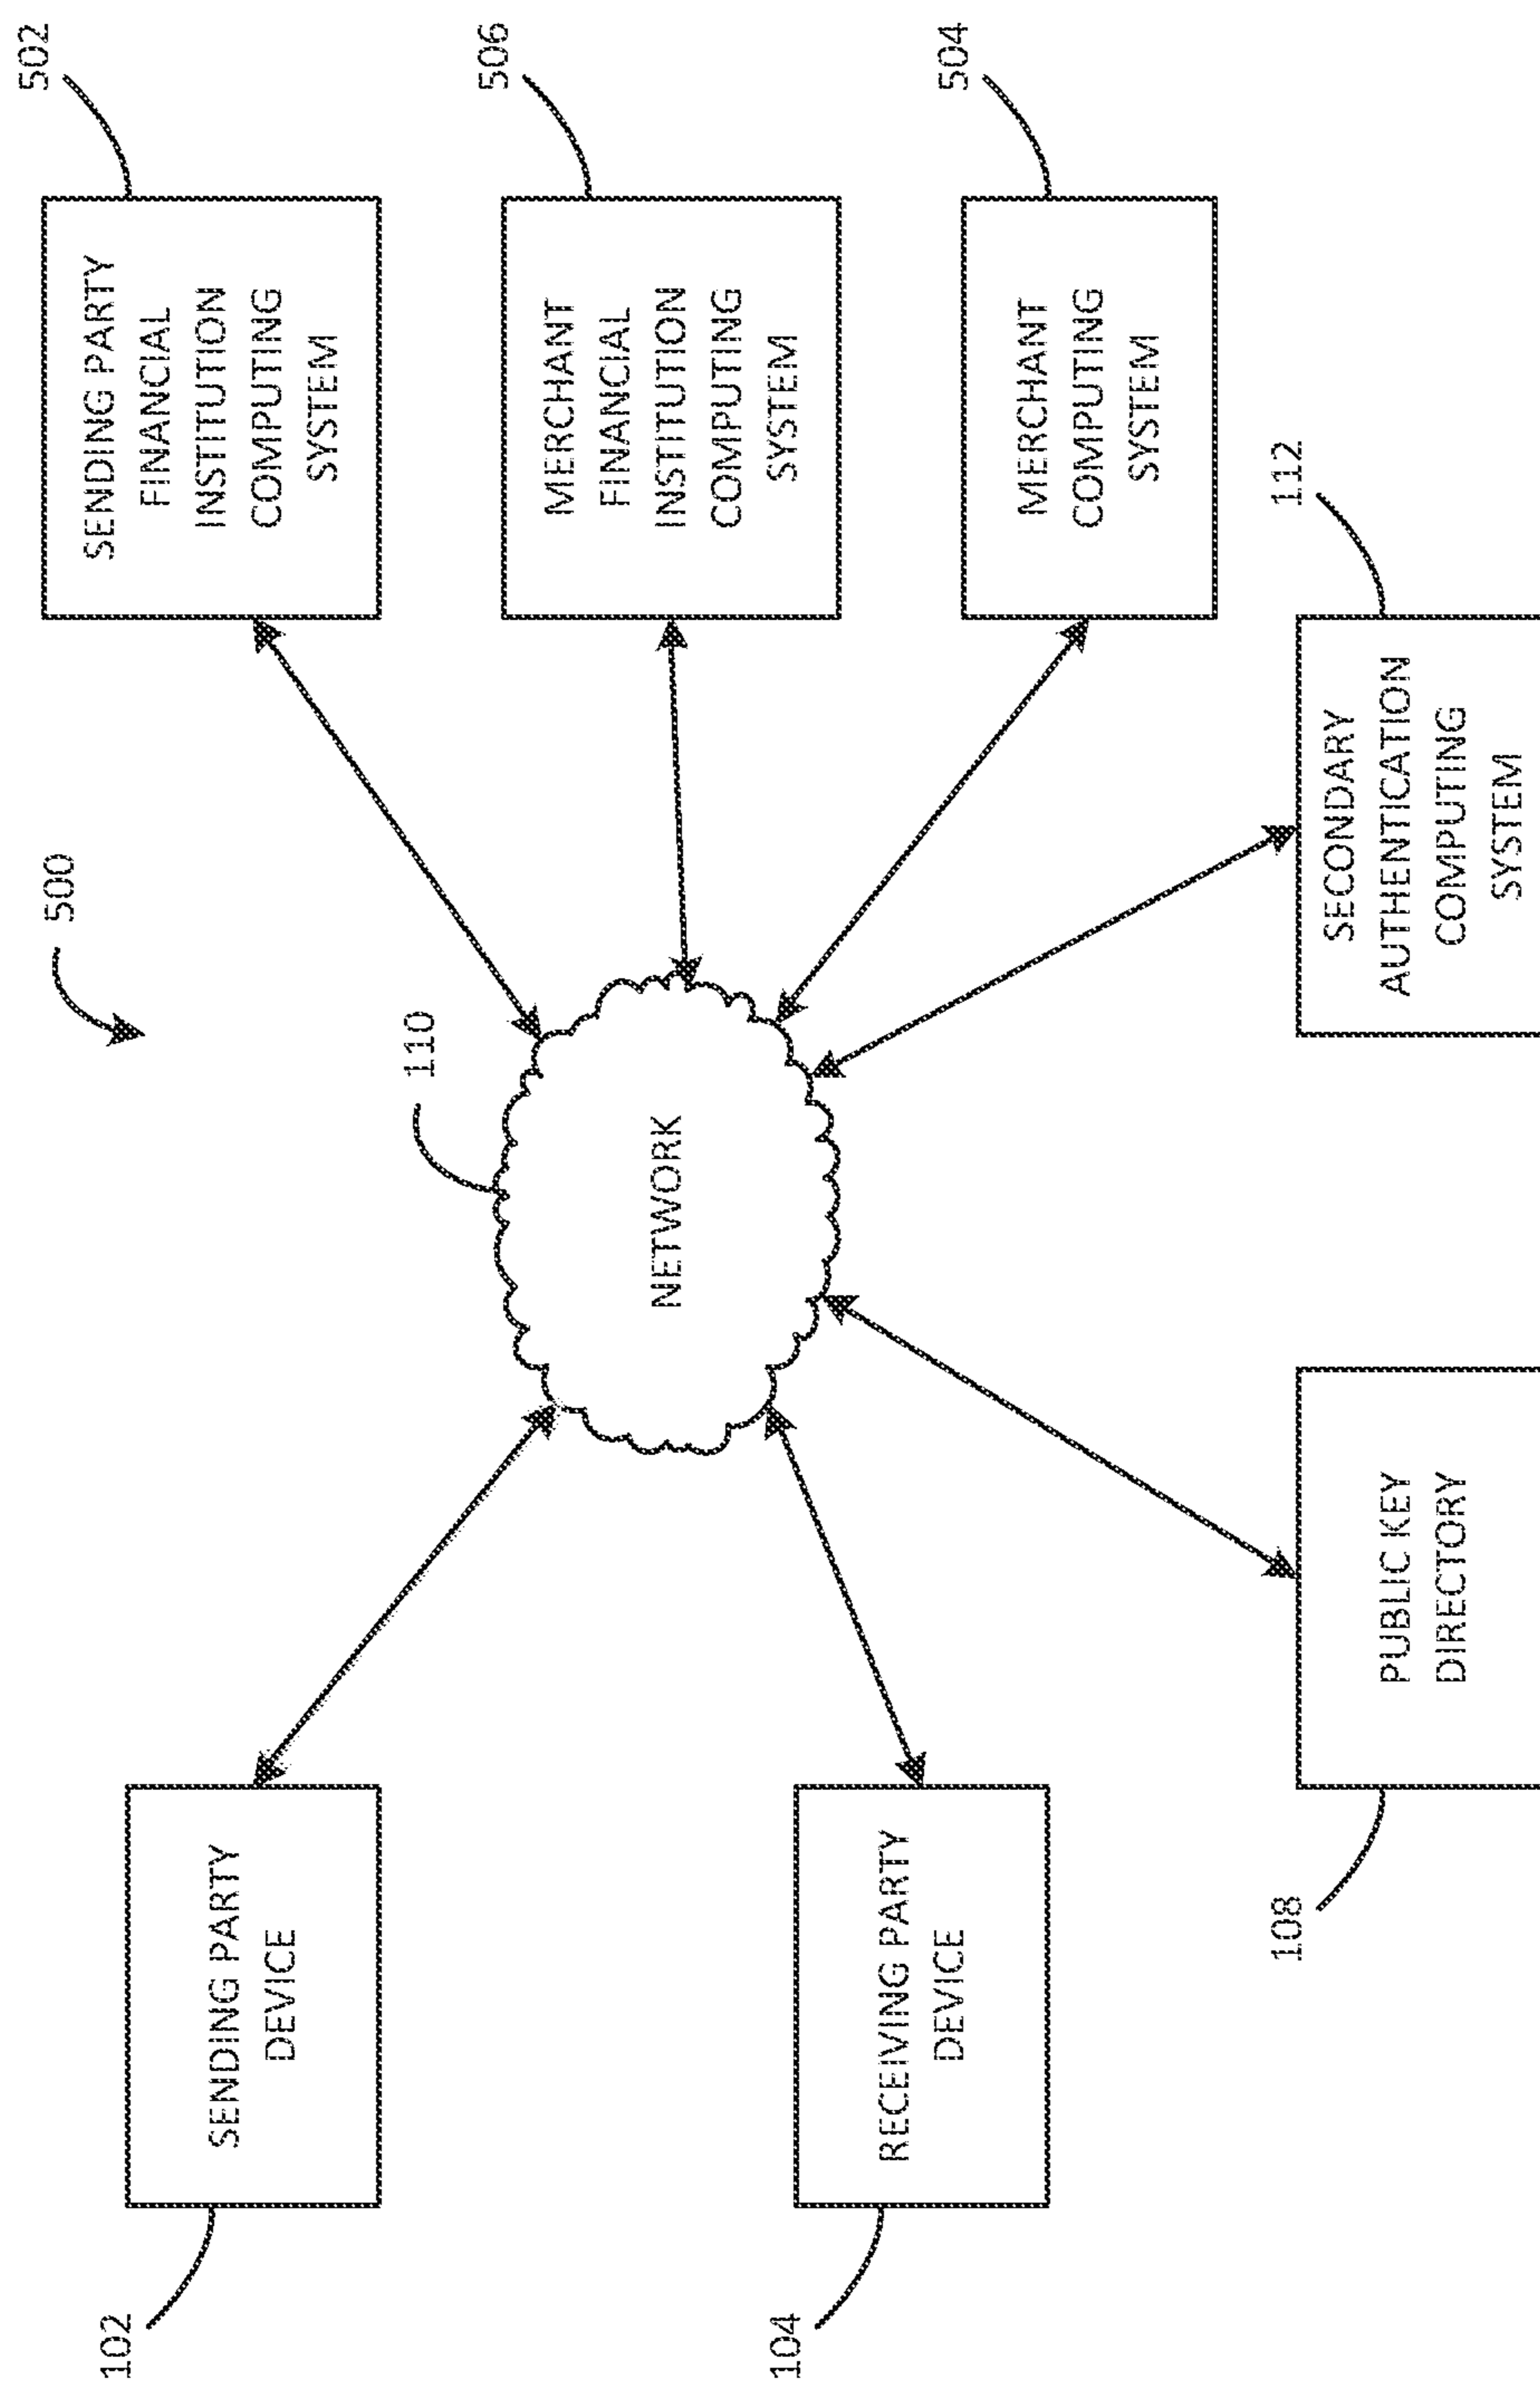 500
502
SENDING PARTY
FINANCIAL
INSTITUTION
COMPUTING
SYSTEM
102
SENDING PARTY
DEVICE
110
NETWORK
506
MERCHANT
FINANCIAL
INSTITUTION
COMPUTING
SYSTEM
104
RECEIVING PARTY
DEVICE
504
MERCHANT
COMPUTING
SYSTEM
108
PUBLIC KEY
DIRECTORY
112
SECONDARY
AUTHENTICATION
COMPUTING
SYSTEM